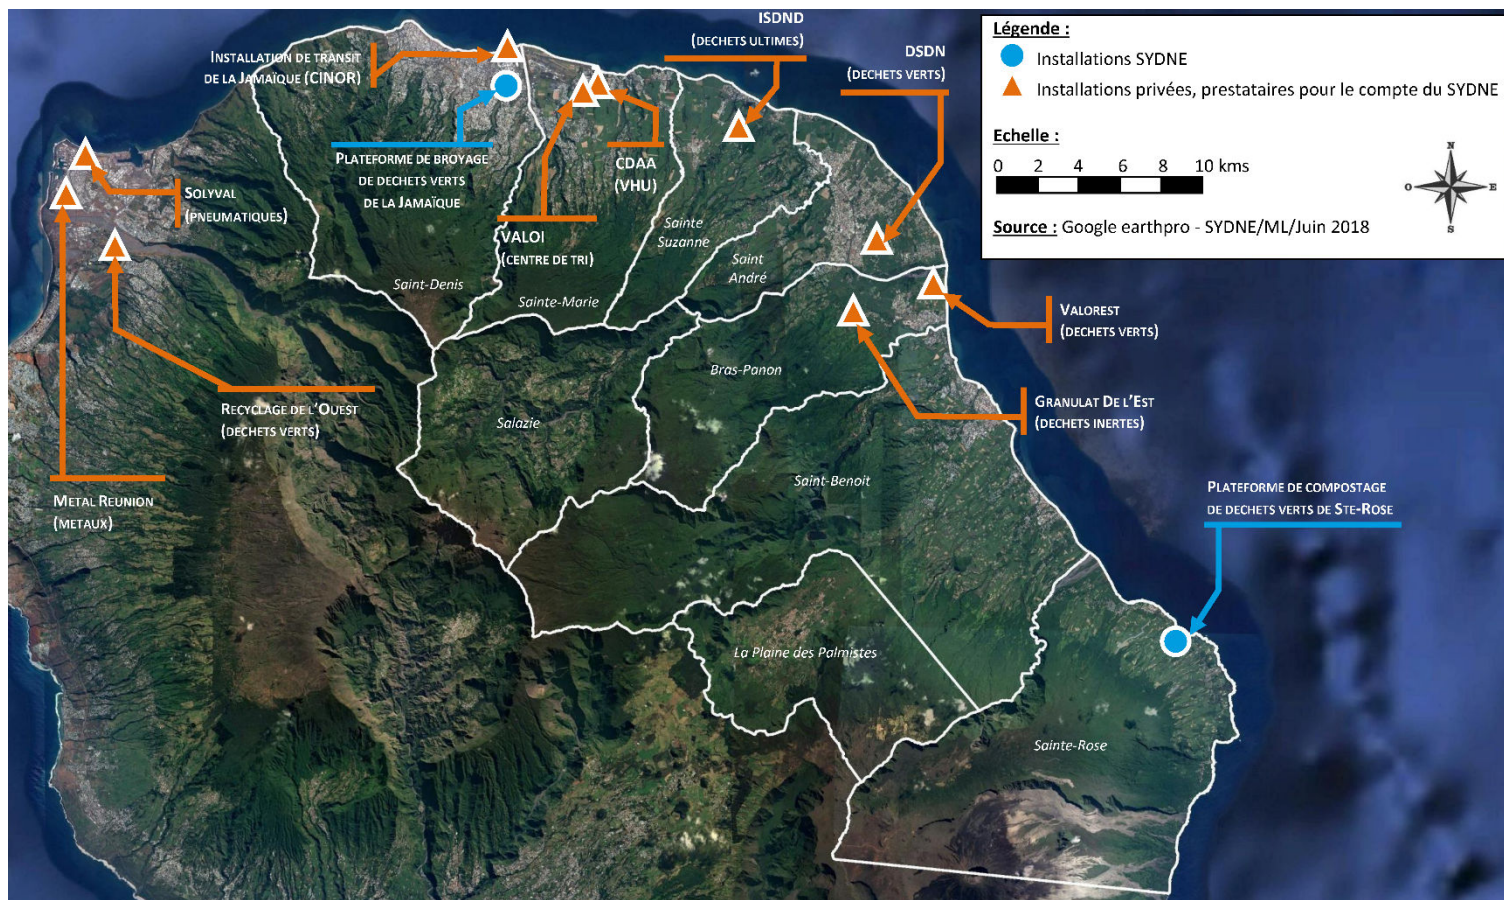 INSTALLATION DE TRANSIT
DE LA JAMAÏQUE (CINOR)
ISDND
(DECHETS ULTIMES)
DSDN
(DECHETS VERTS)
Légende :
Installations SYDNE
Installations privées, prestataires pour le compte du SYDNE
Echelle :
0 2 4 6 8 10 kms
Source : Google earthpro - SYDNE/ML/Juin 2018
N
O
E
S
PLATEFORME DE BROYAGE
DE DECHETS VERTS
DE LA JAMAÏQUE
CDAA
(VHU)
SOLYVAL
(PNEUMATIQUES)
VALOI
(CENTRE DE TRI)
Sainte
Suzanne
Saint
André
Saint-Denis
Sainte-Marie
VALOREST
(DECHETS VERTS)
Bras-Panon
RECYCLAGE DE L'OUEST
(DECHETS VERTS)
GRANULAT DE L'EST
(DECHETS INERTES)
Salazie
Saint-Benoit
METAL REUNION
(METAUX)
PLATEFORME DE COMPOSTAGE
DE DECHETS VERTS DE STE-ROSE
La Plaine des Palmistes
Sainte-Rose